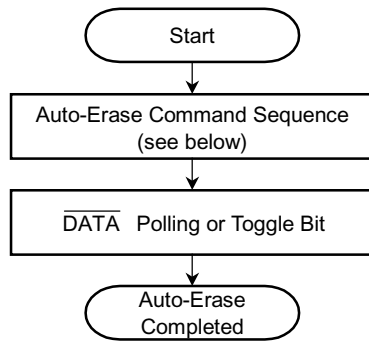 Start
Auto-Erase Command Sequence
(see below)
DATA Polling or Toggle Bit
Auto-Erase
Completed